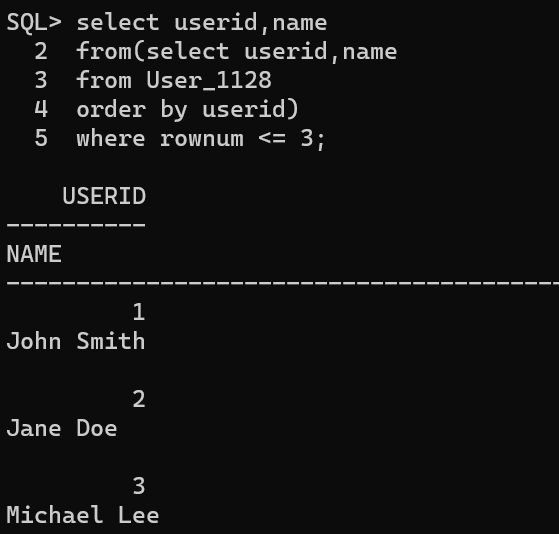 SQL> select userid,name
  2  from(select userid,name
  3  from User_1128
  4  order by userid)
  5  where rownum <= 3;

    USERID
----------
NAME
----------------------------------------
         1
John Smith

         2
Jane Doe

         3
Michael Lee